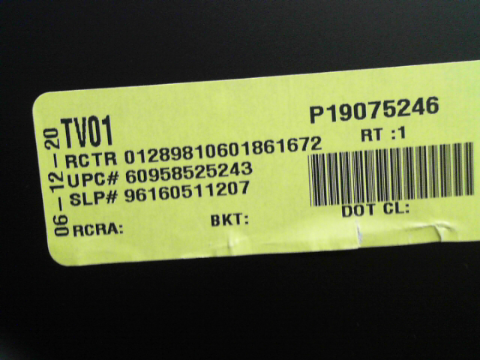 06-12-20
TV01
P19075246
RCTR 01289810601861672
RT :1
UPC# 60958525243
SLP# 96160511207
RCRA:
BKT:
DOT CL: